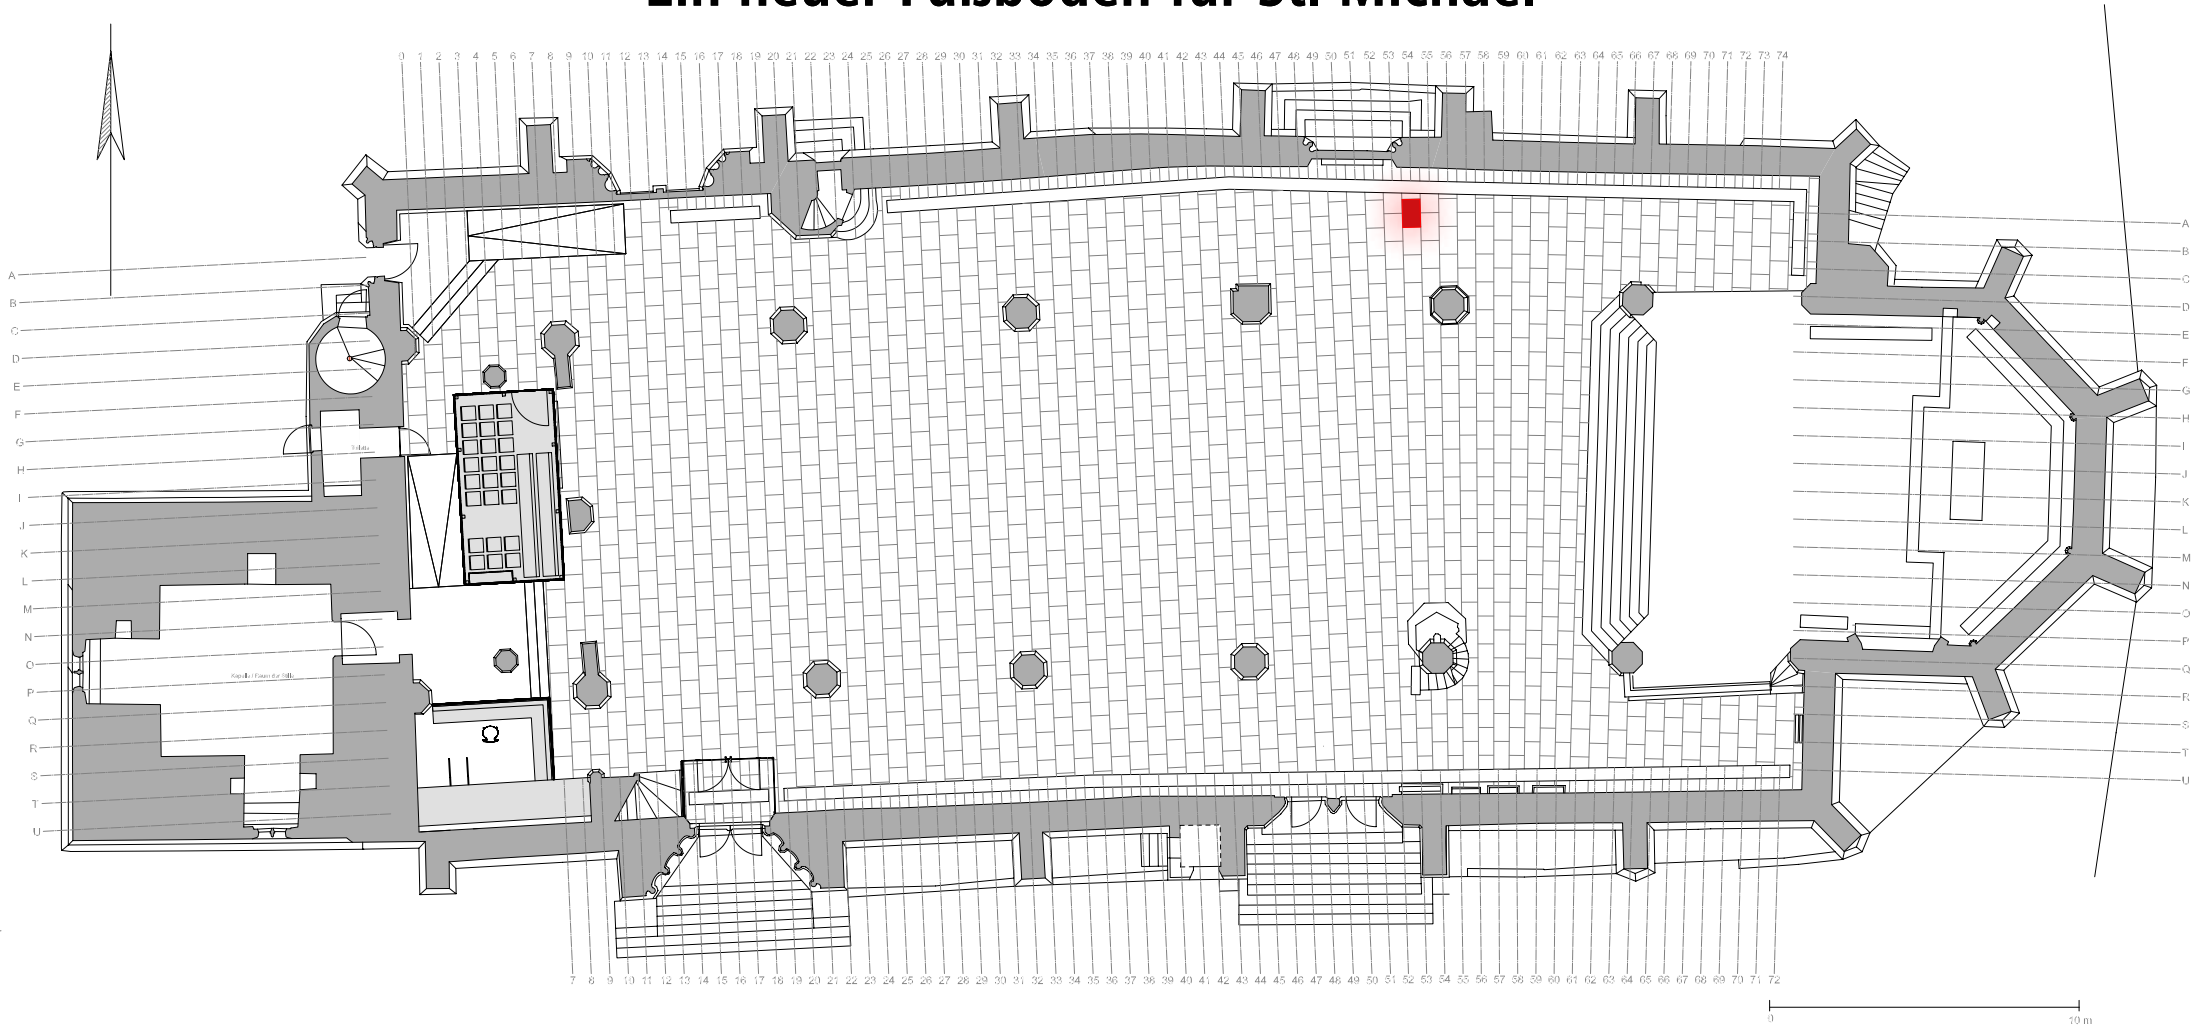 Ein neuer Fußboden für St. Michael
0 1 2 3 4 5 6 7 8 9 10 11 12 13 14 15 16 17 18 19 20 21 22 23 24 25 26 27 28 29 30 31 32 33 34 35 36 37 38 39 40 41 42 43 44 45 46 47 48 49 50 51 52 53 54 55 56 57 58 59 60 61 62 63 64 65 66 67 68 69 70 71 72 73 74
A
B
C
D
E
F
G
H
I
J
K
L
M
N
O
P
Q
R
S
T
U
Kapelle / Raum der Stille
A
B
C
D
E
F
G
H
I
J
K
L
M
N
O
P
Q
R
S
T
U
7 8 9 10 11 12 13 14 15 16 17 18 19 20 21 22 23 24 25 26 27 28 29 30 31 32 33 34 35 36 37 38 39 40 41 42 43 44 45 46 47 48 49 50 51 52 53 54 55 56 57 58 59 60 61 62 63 64 65 66 67 68 69 70 71 72
0 10 m